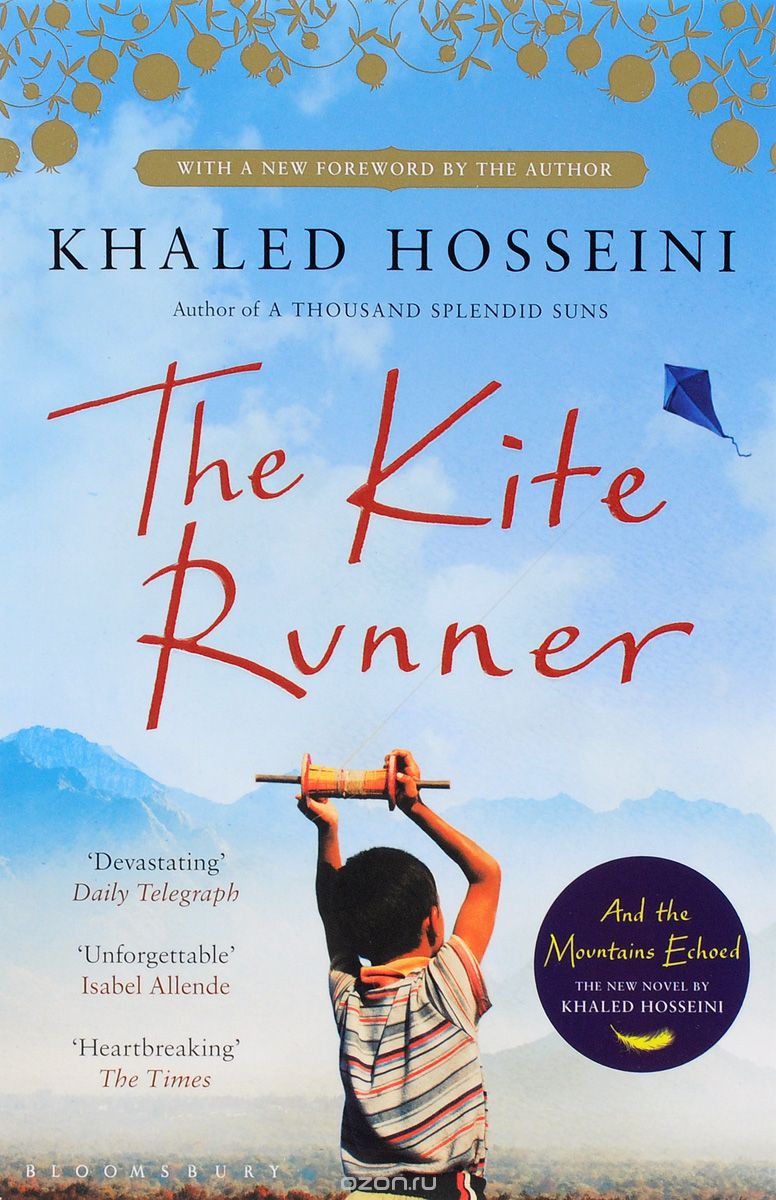 WITH A NEW FOREWORD BY THE AUTHOR
KHALED HOSSEINI
Author of A THOUSAND SPLENDID SUNS
The Kite
Runner
‘Devastating’
Daily Telegraph
‘Unforgettable’
Isabel Allende
‘Heartbreaking’
The Times
And the
Mountains Echoed
THE NEW NOVEL BY
KHALED HOSSEINI
BLOOMSBURY
ozon.ru